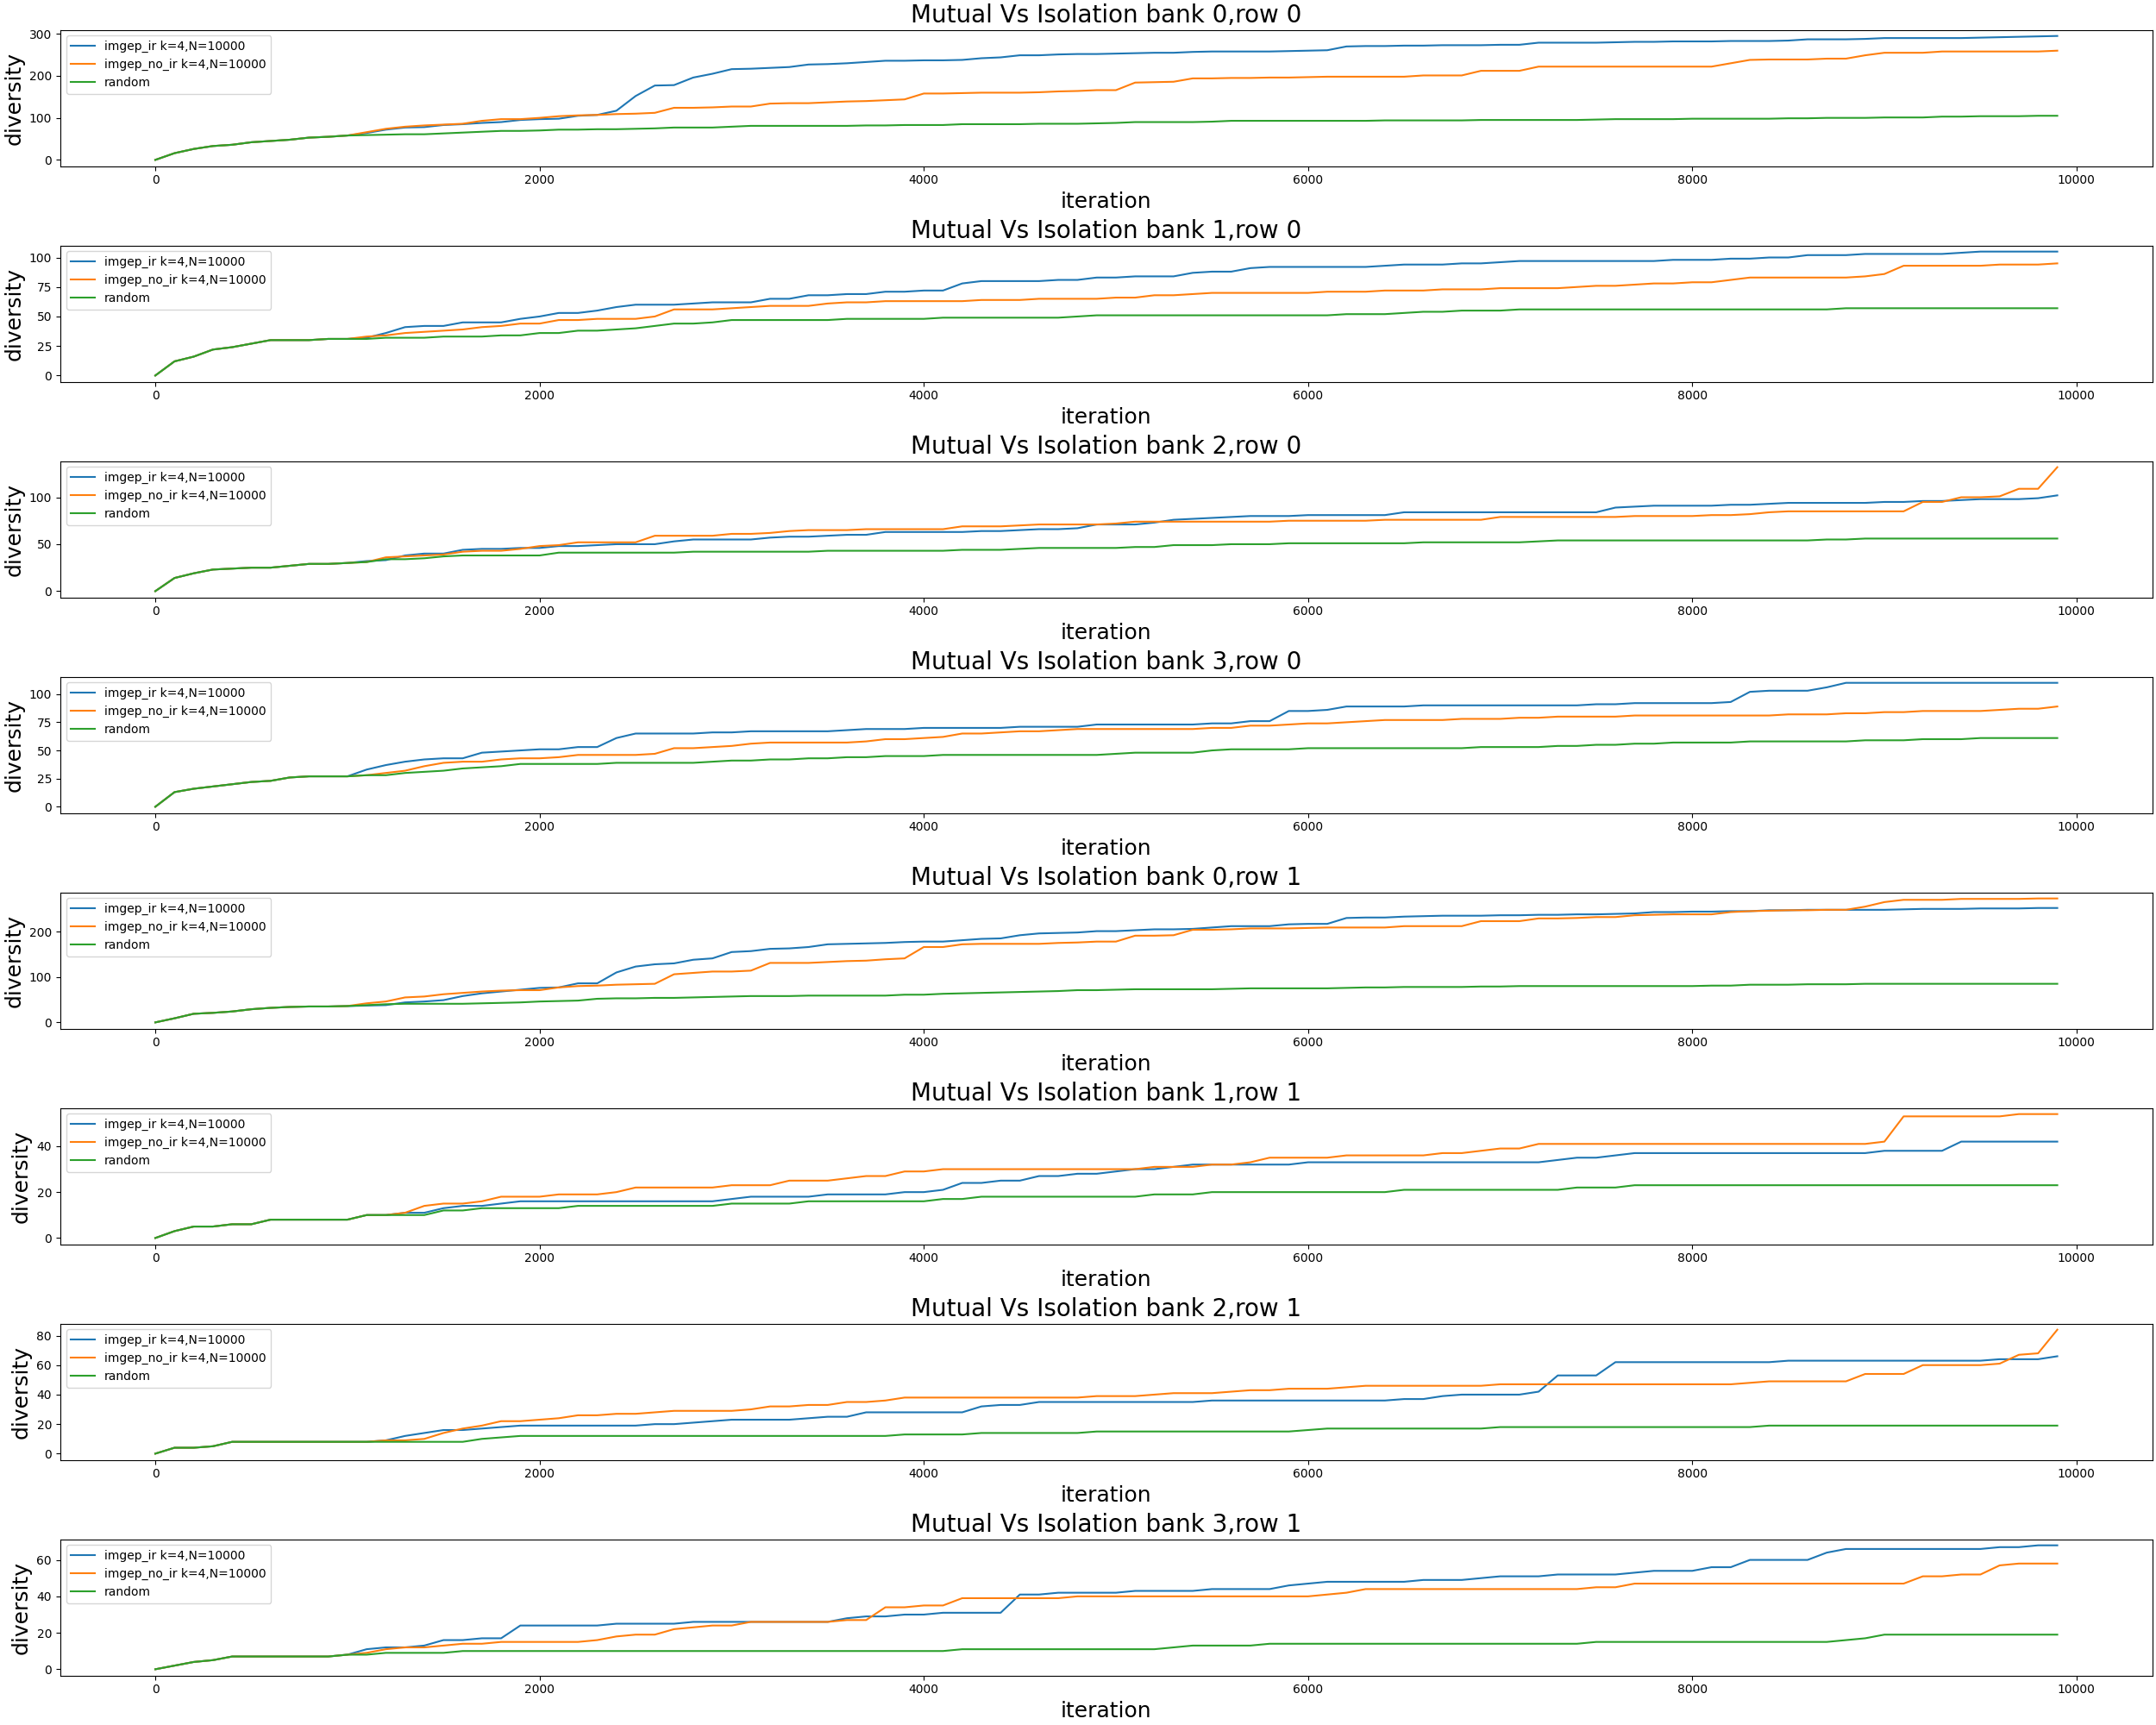 Mutual Vs Isolation bank 0,row 0
diversity
300
200
100
0
imgep_ir k=4,N=10000
imgep_no_ir k=4,N=10000
random
0 2000 4000 6000 8000 10000
iteration
Mutual Vs Isolation bank 1,row 0
diversity
100
75
50
25
0
imgep_ir k=4,N=10000
imgep_no_ir k=4,N=10000
random
0 2000 4000 6000 8000 10000
iteration
Mutual Vs Isolation bank 2,row 0
diversity
100
50
0
imgep_ir k=4,N=10000
imgep_no_ir k=4,N=10000
random
0 2000 4000 6000 8000 10000
iteration
Mutual Vs Isolation bank 3,row 0
diversity
100
75
50
25
0
imgep_ir k=4,N=10000
imgep_no_ir k=4,N=10000
random
0 2000 4000 6000 8000 10000
iteration
Mutual Vs Isolation bank 0,row 1
diversity
200
100
0
imgep_ir k=4,N=10000
imgep_no_ir k=4,N=10000
random
0 2000 4000 6000 8000 10000
iteration
Mutual Vs Isolation bank 1,row 1
diversity
40
20
0
imgep_ir k=4,N=10000
imgep_no_ir k=4,N=10000
random
0 2000 4000 6000 8000 10000
iteration
Mutual Vs Isolation bank 2,row 1
diversity
80
60
40
20
0
imgep_ir k=4,N=10000
imgep_no_ir k=4,N=10000
random
0 2000 4000 6000 8000 10000
iteration
Mutual Vs Isolation bank 3,row 1
diversity
60
40
20
0
imgep_ir k=4,N=10000
imgep_no_ir k=4,N=10000
random
0 2000 4000 6000 8000 10000
iteration